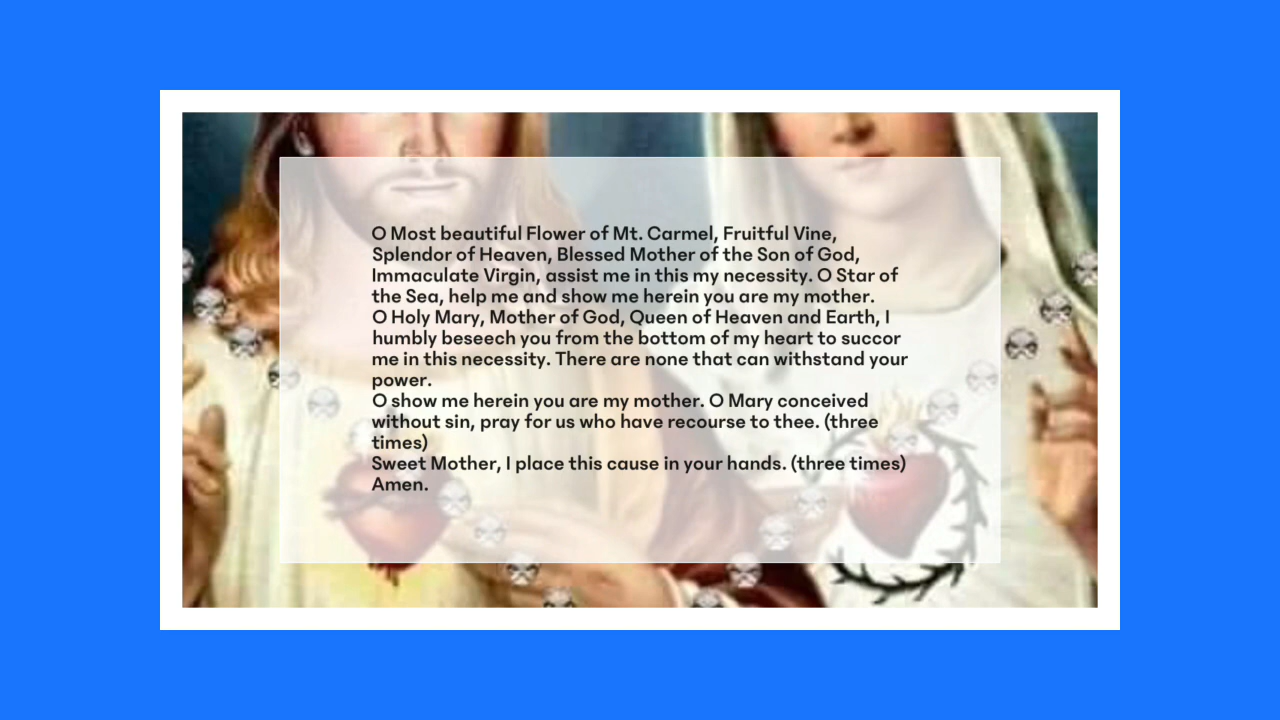 O Most beautiful Flower of Mt. Carmel, Fruitful Vine,
Splendor of Heaven, Blessed Mother of the Son of God,
Immaculate Virgin, assist me in this my necessity. O Star of
the Sea, help me and show me herein you are my mother.
O Holy Mary, Mother of God, Queen of Heaven and Earth, I
humbly beseech you from the bottom of my heart to succor
me in this necessity. There are none that can withstand your
power.
O show me herein you are my mother. O Mary conceived
without sin, pray for us who have recourse to thee. (three
times)
Sweet Mother, I place this cause in your hands. (three times)
Amen.